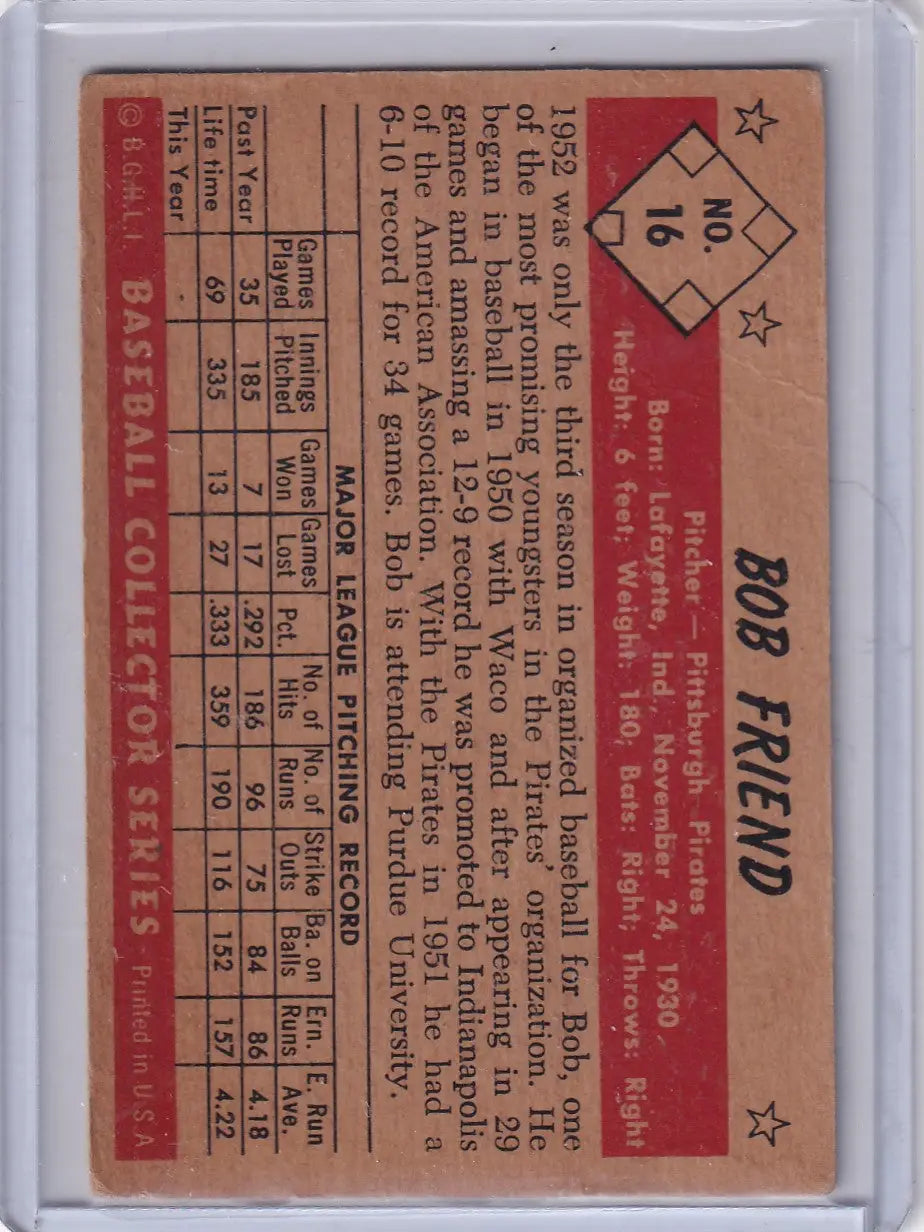 BOB FRIEND
NO.
16
Pitcher — Pittsburgh Pirates
Born: Lafayette, Ind., November 24, 1930
Height: 6 feet; Weight: 180; Bats: Right; Throws: Right
1952 was only the third season in organized baseball for Bob, one
of the most promising youngsters in the Pirates' organization. He
began in baseball in 1950 with Waco and after appearing in 29
games and amassing a 12-9 record he was promoted to Indianapolis
of the American Association. With the Pirates in 1951 he had a
6-10 record for 34 games. Bob is attending Purdue University.
MAJOR LEAGUE PITCHING RECORD
Games Innings Games Games No. of No. of Strike Ba. on Ern. E. Run
Played Pitched Won Lost Pct. Hits Runs Outs Balls Runs Ave.
Past Year 35 185 7 17 .292 186 96 75 84 86 4.18
Life time 69 335 13 27 .333 359 190 116 152 157 4.22
This Year
© B.G.H.L.I. BASEBALL COLLECTOR SERIES Printed in U S A